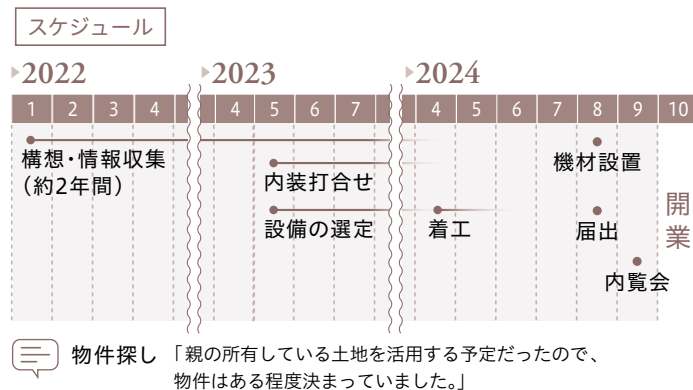 スケジュール
2022 2023 2024
1 2 3 4 4 5 6 7 4 5 6 7 8 9 10
構想・情報収集
（約2年間）
内装打合せ
機材設置
設備の選定
着工
届出
開業
内覧会
物件探し 「親の所有している土地を活用する予定だったので、
物件はある程度決まっていました。」